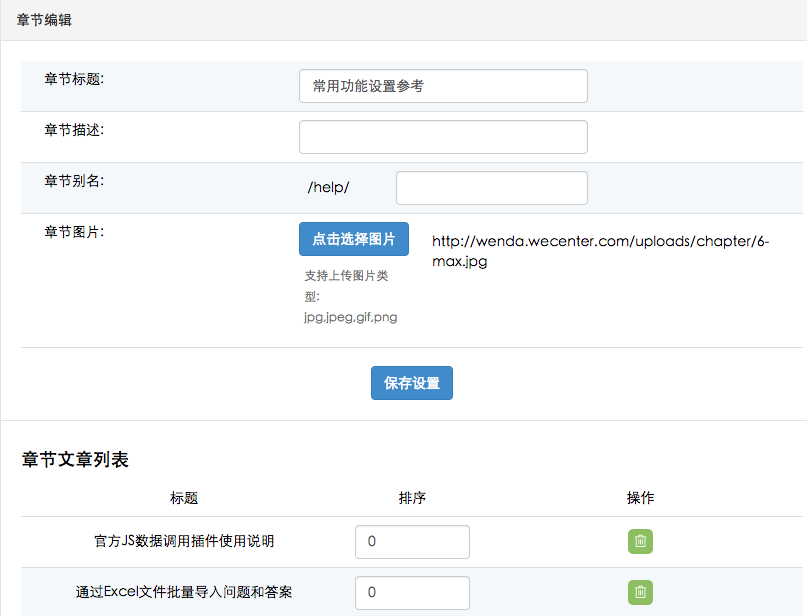 章节编辑
章节标题:
常用功能设置参考
章节描述:
章节别名:
/help/
章节图片:
点击选择图片
http://wenda.wecenter.com/uploads/chapter/6-
max.jpg
支持上传图片类
型:
jpg,jpeg,gif,png
保存设置
章节文章列表
标题 排序 操作
官方JS数据调用插件使用说明 0
通过Excel文件批量导入问题和答案 0